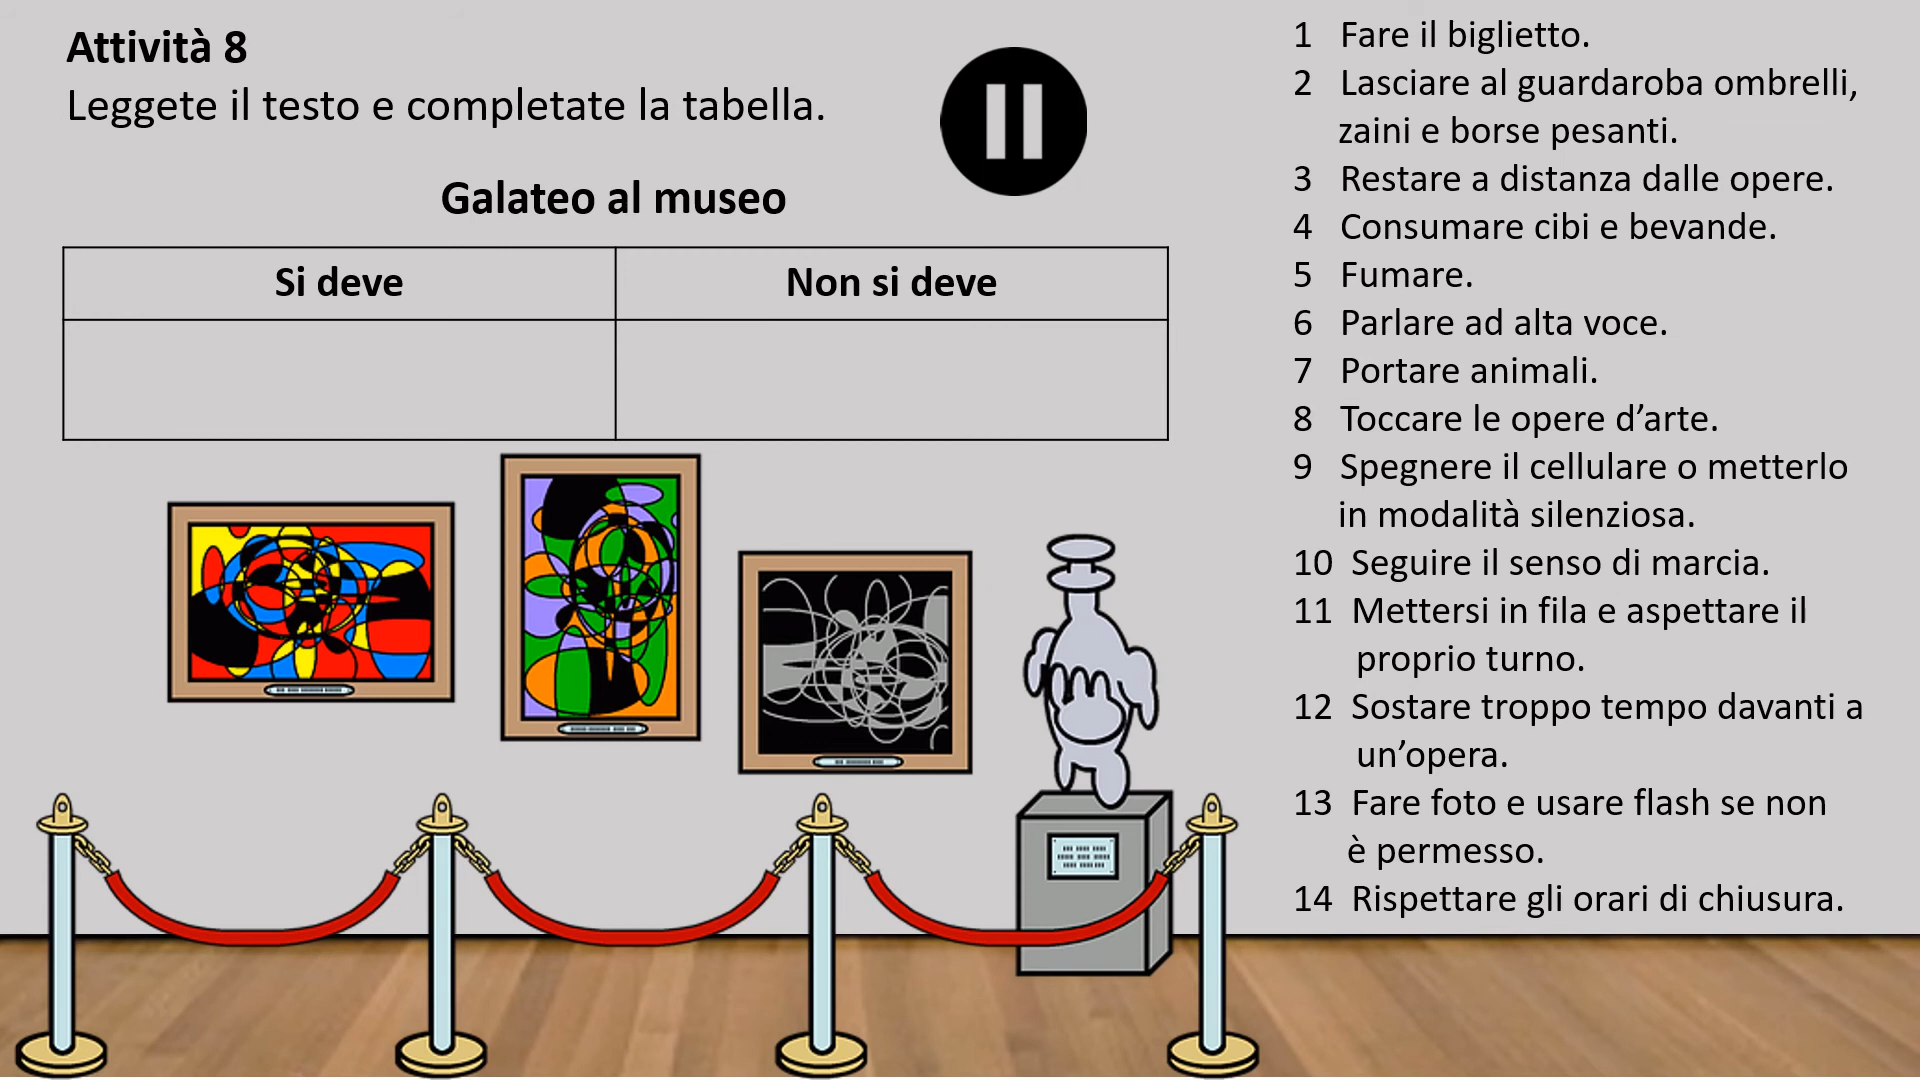 Attività 8
Leggete il testo e completate la tabella.
Galateo al museo
Si deve
Non si deve
1 Fare il biglietto.
2 Lasciare al guardaroba ombrelli,
zaini e borse pesanti.
3 Restare a distanza dalle opere.
4 Consumare cibi e bevande.
5 Fumare.
6 Parlare ad alta voce.
7 Portare animali.
8 Toccare le opere d’arte.
9 Spegnere il cellulare o metterlo
in modalità silenziosa.
10 Seguire il senso di marcia.
11 Mettersi in fila e aspettare il
proprio turno.
12 Sostare troppo tempo davanti a
un’opera.
13 Fare foto e usare flash se non
è permesso.
14 Rispettare gli orari di chiusura.